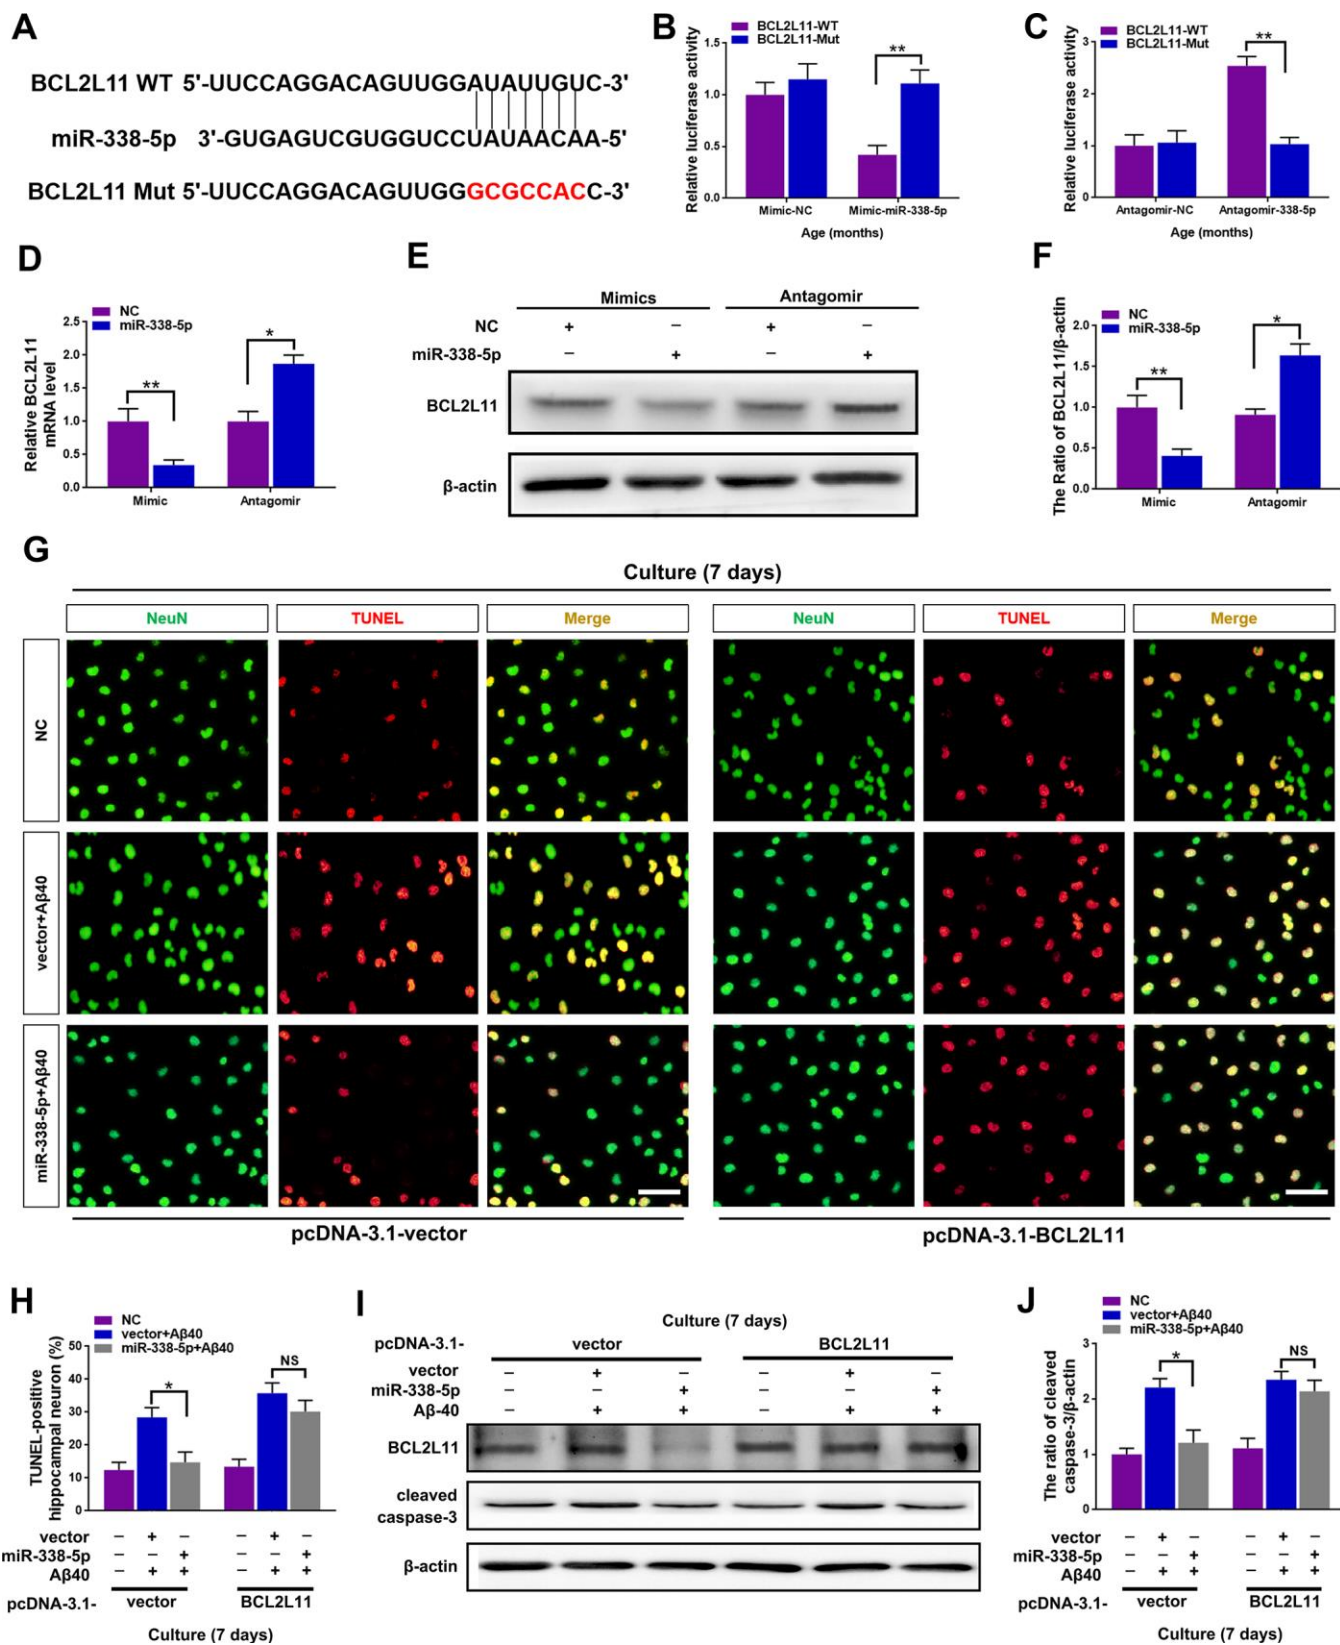 A
BCL2L11 WT 5'-UUCCAGGACAGUUGGAUAUUGUC-3'
miR-338-5p 3'-GUGAGUCGUGGUCCUAUAACAA-5'
BCL2L11 Mut 5'-UUCCAGGACAGUUGGGCGCCACC-3'
B
BCL2L11-WT
BCL2L11-Mut
Relative luciferase activity
1.5
1.0
0.5
0.0
**
Mimic-NC
Mimic-miR-338-5p
Age (months)
C
BCL2L11-WT
BCL2L11-Mut
Relative luciferase activity
3
2
1
0
**
Antagomir-NC
Antagomir-338-5p
Age (months)
D
NC
miR-338-5p
Relative BCL2L11
mRNA level
2.5
2.0
1.5
1.0
0.5
0.0
**
*
Mimic
Antagomir
E
Mimics
Antagomir
NC + − + −
miR-338-5p − + − +
BCL2L11
β-actin
F
NC
miR-338-5p
The Ratio of BCL2L11/β-actin
2.0
1.5
1.0
0.5
0.0
**
*
Mimic
Antagomir
G
Culture (7 days)
NeuN TUNEL Merge NeuN TUNEL Merge
NC
vector+Aβ40
miR-338-5p+Aβ40
pcDNA-3.1-vector
pcDNA-3.1-BCL2L11
H
NC
vector+Aβ40
miR-338-5p+Aβ40
TUNEL-positive
hippocampal neuron (%)
50
40
30
20
10
0
*
NS
vector − + − − + −
miR-338-5p − − + − − +
Aβ40 − + + − + +
pcDNA-3.1- vector BCL2L11
Culture (7 days)
I
Culture (7 days)
pcDNA-3.1- vector BCL2L11
vector − + − − + −
miR-338-5p − − + − − +
Aβ-40 − + + − + +
BCL2L11
cleaved
caspase-3
β-actin
J
NC
vector+Aβ40
miR-338-5p+Aβ40
The ratio of cleaved
caspase-3/β-actin
3
2
1
0
*
NS
vector − + − − + −
miR-338-5p − − + − − +
Aβ40 − + + − + +
pcDNA-3.1- vector BCL2L11
Culture (7 days)